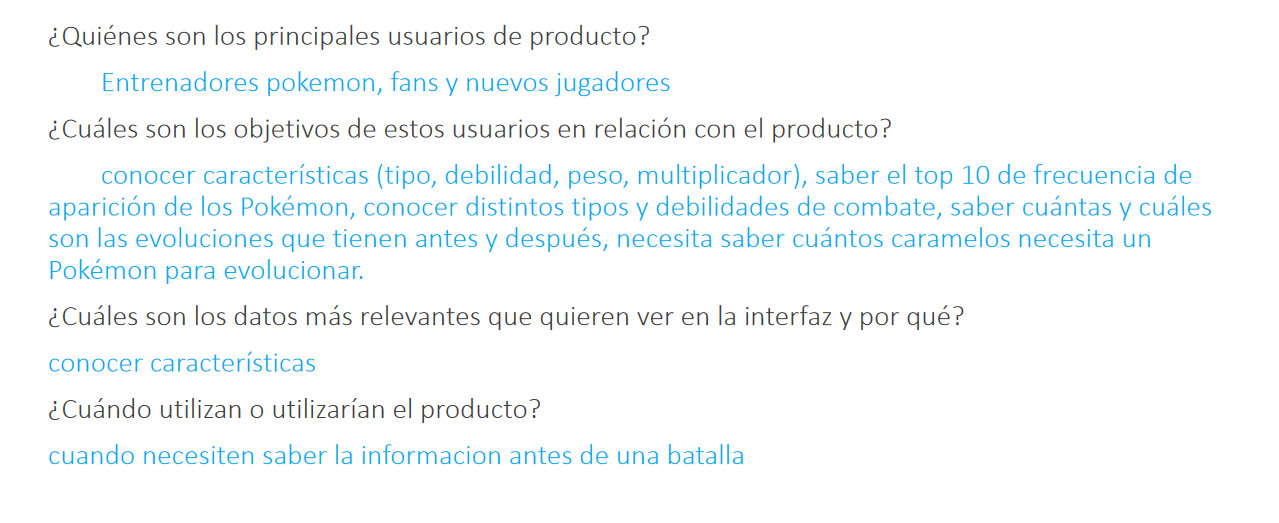 ¿Quiénes son los principales usuarios de producto?
Entrenadores pokemon, fans y nuevos jugadores
¿Cuáles son los objetivos de estos usuarios en relación con el producto?
conocer características (tipo, debilidad, peso, multiplicador), saber el top 10 de frecuencia de
aparición de los Pokémon, conocer distintos tipos y debilidades de combate, saber cuántas y cuáles
son las evoluciones que tienen antes y después, necesita saber cuántos caramelos necesita un
Pokémon para evolucionar.
¿Cuáles son los datos más relevantes que quieren ver en la interfaz y por qué?
conocer características
¿Cuándo utilizan o utilizarían el producto?
cuando necesiten saber la informacion antes de una batalla